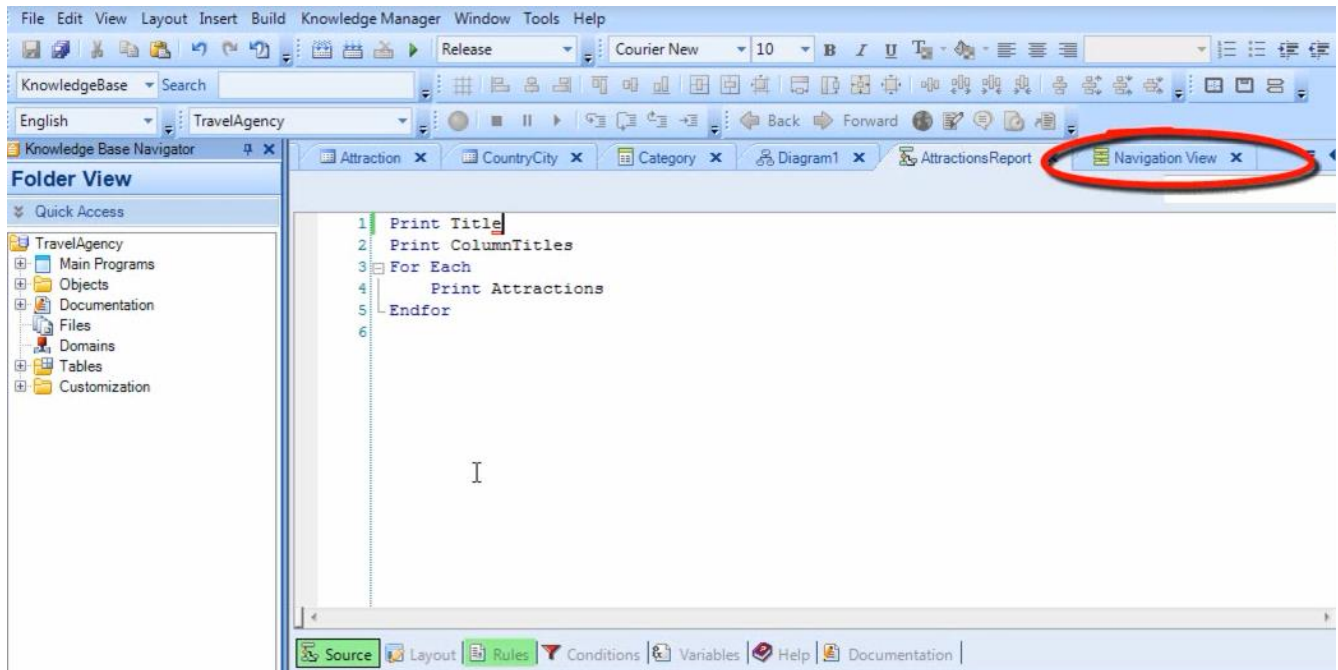 File Edit View Layout Insert Build Knowledge Manager Window Tools Help
Release Courier New 10 B I U
KnowledgeBase Search
English TravelAgency Back Forward
Knowledge Base Navigator
Attraction CountryCity Category Diagram1 AttractionsReport Navigation View
Folder View
Quick Access
1 Print Title
TravelAgency
2 Print ColumnTitles
Main Programs
3 For Each
Objects
4 Print Attractions
Documentation
5 Endfor
Files
6
Domains
Tables
Customization
Source Layout Rules Conditions Variables Help Documentation